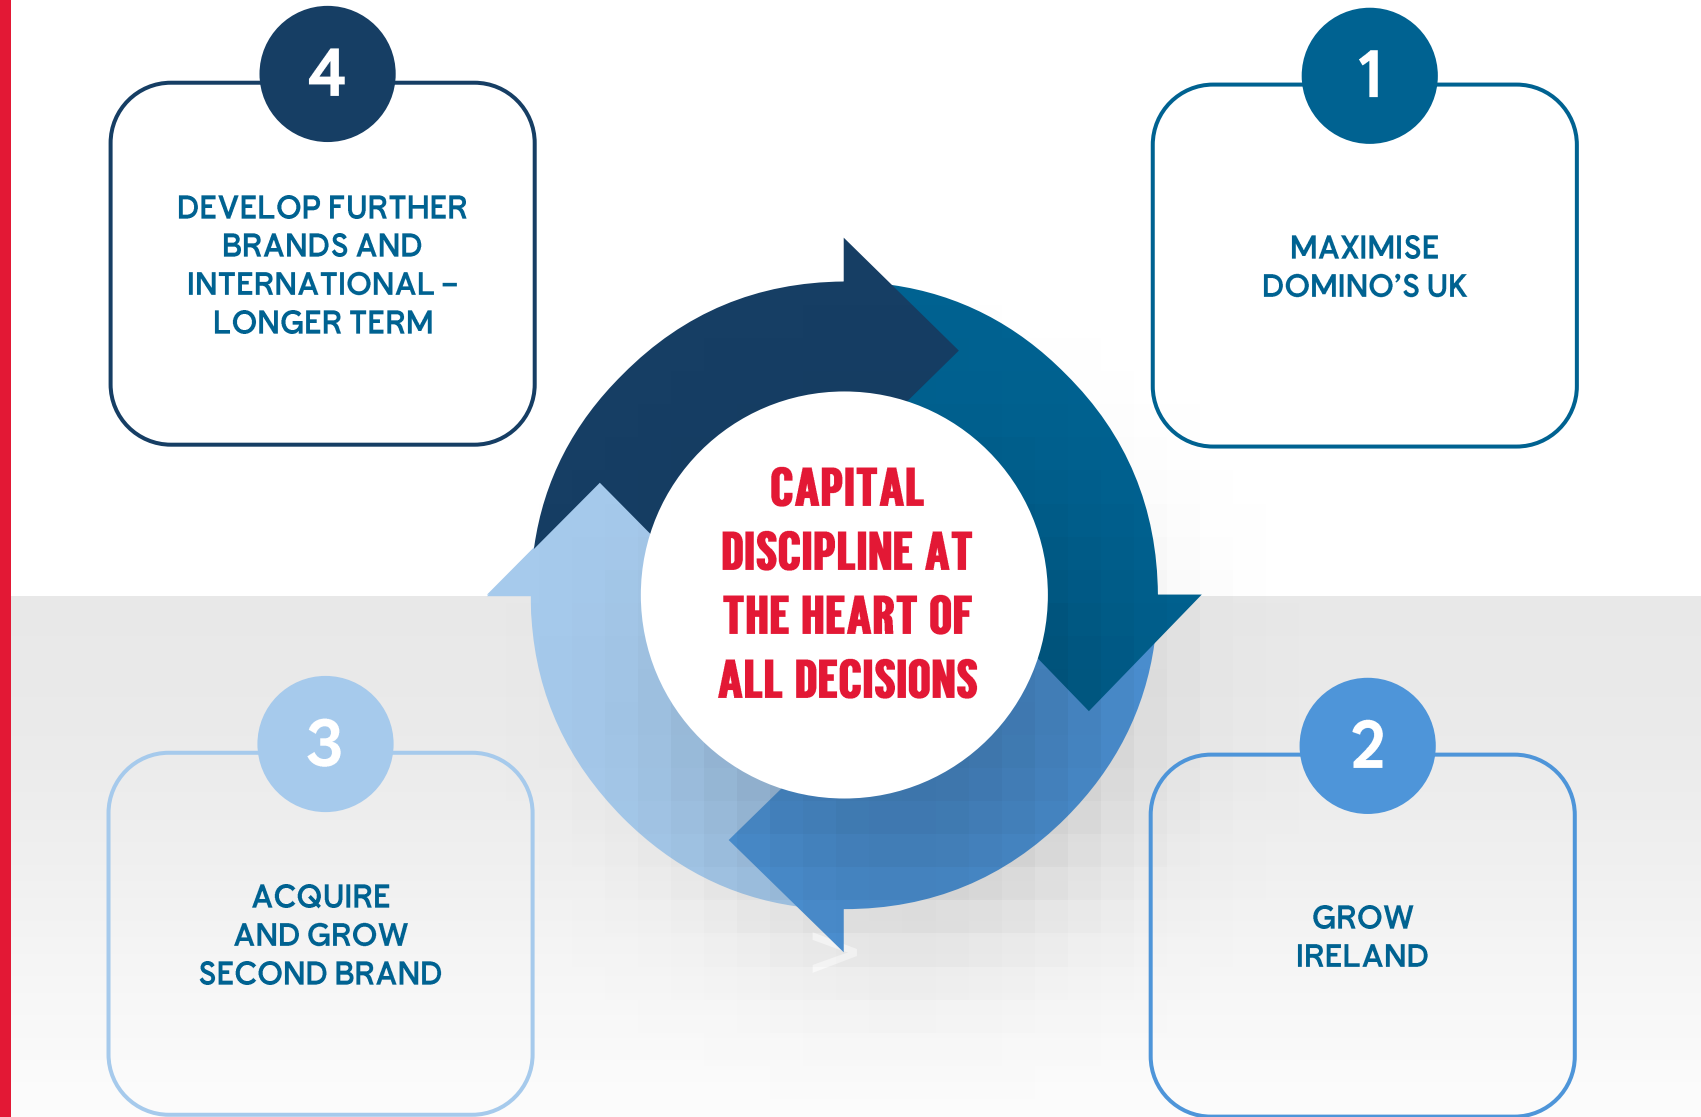 4
DEVELOP FURTHER
BRANDS AND
INTERNATIONAL –
LONGER TERM
1
MAXIMISE
DOMINO’S UK
CAPITAL
DISCIPLINE AT
THE HEART OF
ALL DECISIONS
3
ACQUIRE
AND GROW
SECOND BRAND
2
GROW
IRELAND